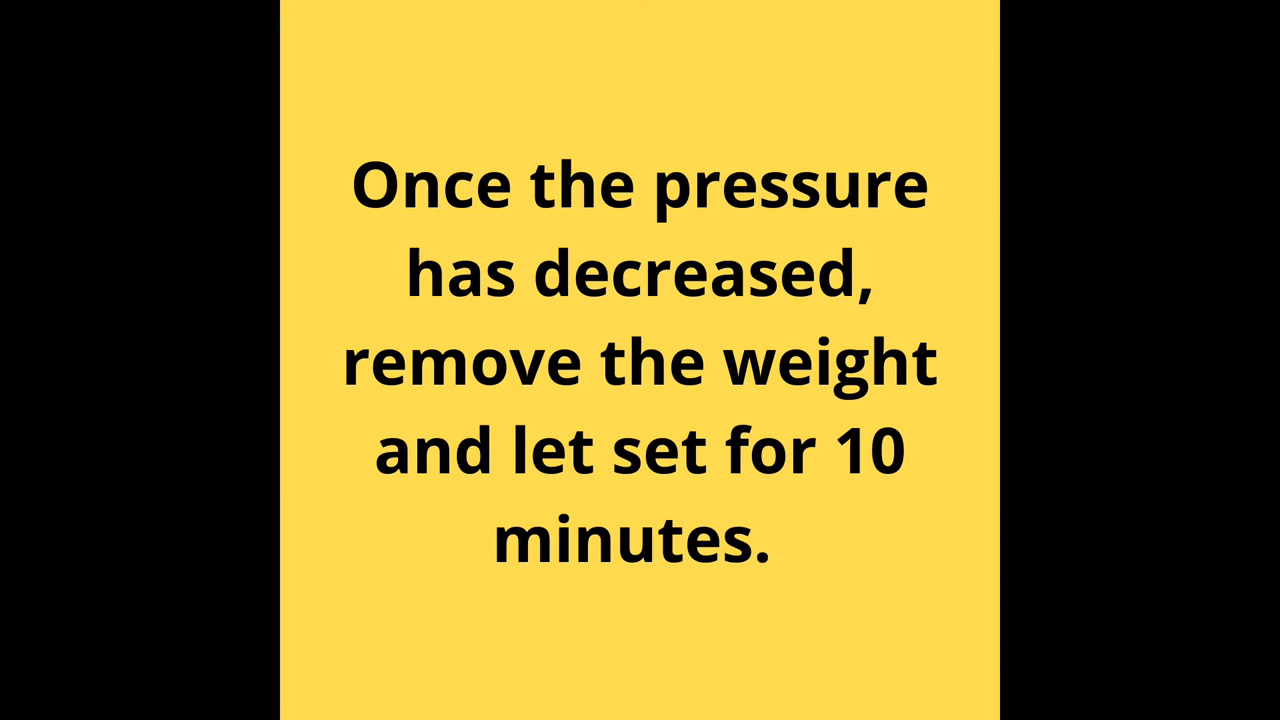 Once the pressure
has decreased,
remove the weight
and let set for 10
minutes.